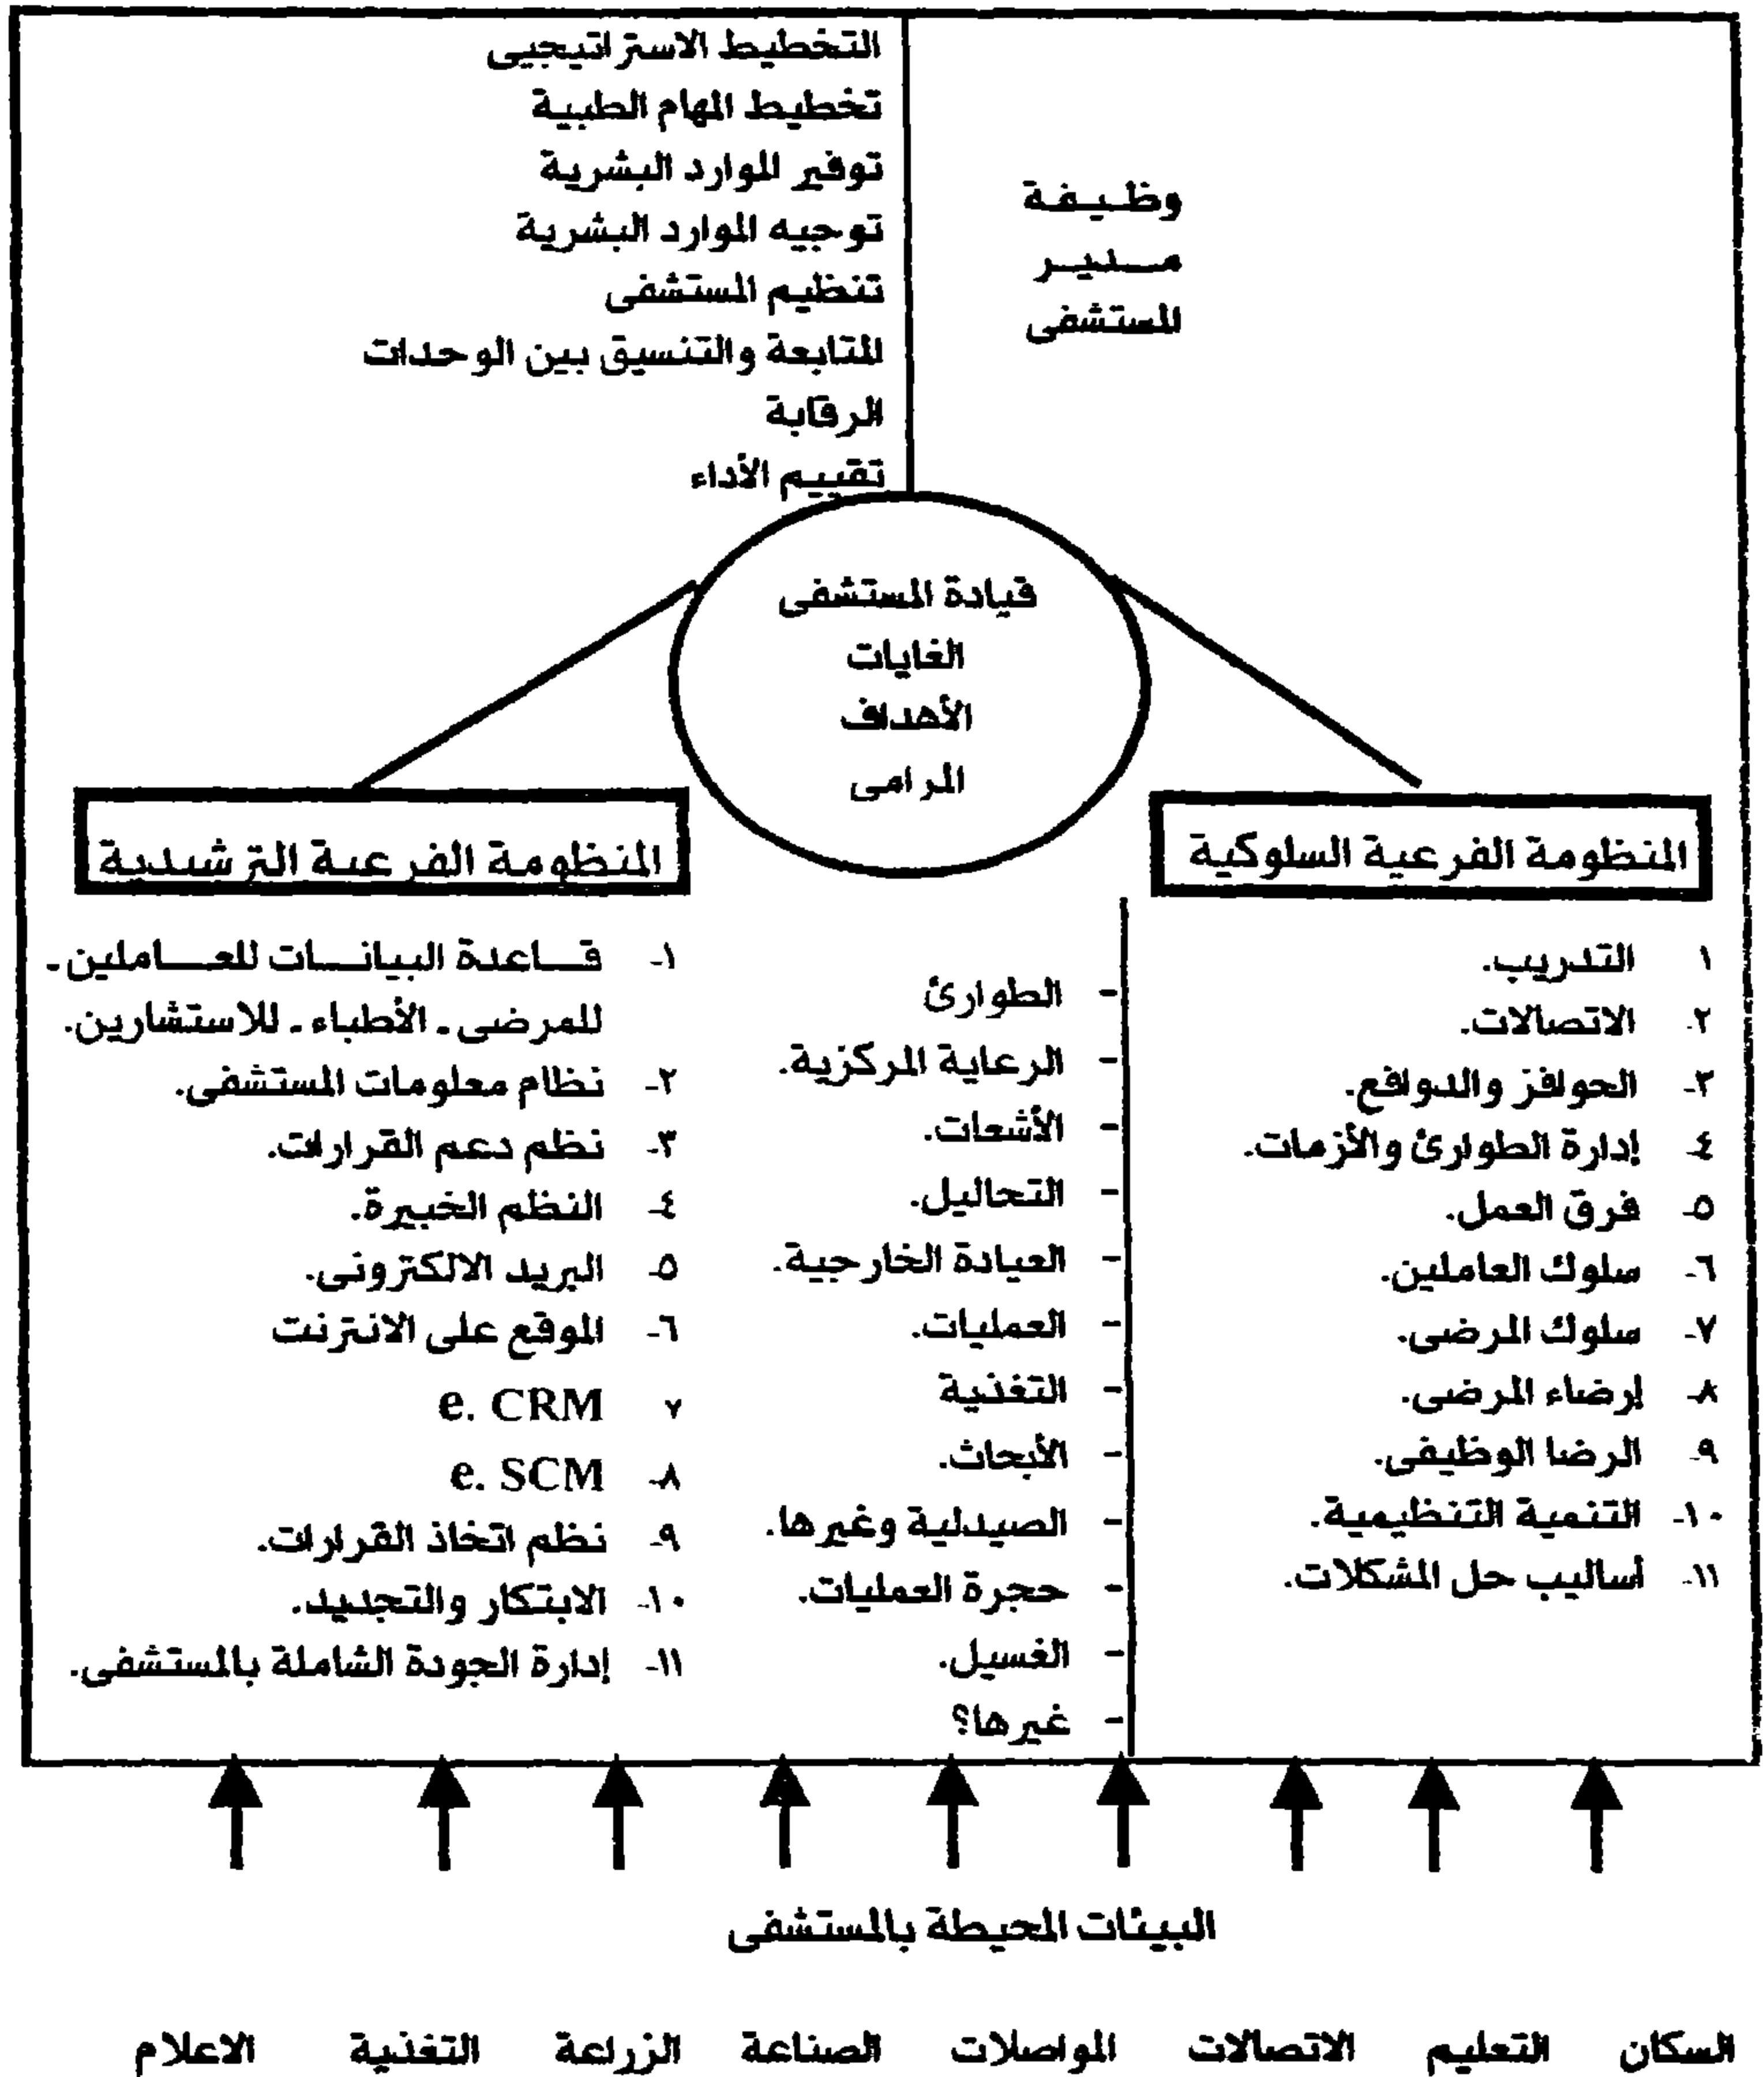 وظيفة
مدير
المستشفى
التخطيط الاستراتيجيى
تخطيط المهام الطبية
توفير الموارد البشرية
توجيه الموارد البشرية
تنظيم المستشفى
المتابعة والتنسيق بين الوحدات
الرقابة
تقييم الأداء
قيادة المستشفى
الغايات
الأهداف
المرامى
المنظومة الفرعية السلوكية
١ التدريب.
٢- الاتصالات.
٣- الحوافز والدوافع.
٤- إدارة الطوارئ والأزمات.
٥- فرق العمل.
٦- سلوك العاملين.
٧- سلوك المرضى.
٨- إرضاء المرضى.
٩- الرضا الوظيفى.
١٠- التنمية التنظيمية.
١١- أساليب حل المشكلات.
- الطوارئ
- الرعاية المركزية.
- الأشعات.
- التحاليل.
- العيادة الخارجية.
- العمليات.
- التغذية
- الأبحاث.
- الصيدلية وغيرها.
- حجرة العمليات.
- الغسيل.
- غيرها؟
المنظومة الفرعية الترشيدية
١- قاعدة البيانات للعاملين -
للمرضى - الأطباء - للاستشارين.
٢- نظام معلومات المستشفى.
٣- نظم دعم القرارات.
٤- النظم الخبيرة.
٥- البريد الالكترونى.
٦- الموقع على الانترنت
٧ e. CRM
٨- e. SCM
٩- نظم اتخاذ القرارات.
١٠- الابتكار والتجديد.
١١- إدارة الجودة الشاملة بالمستشفى.
البيئات المحيطة بالمستشفى
السكان التعليم الاتصالات المواصلات الصناعة الزراعة التغذية الاعلام